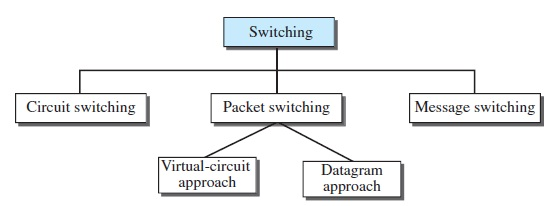 Switching
Circuit switching
Packet switching
Message switching
Virtual-circuit
approach
Datagram
approach